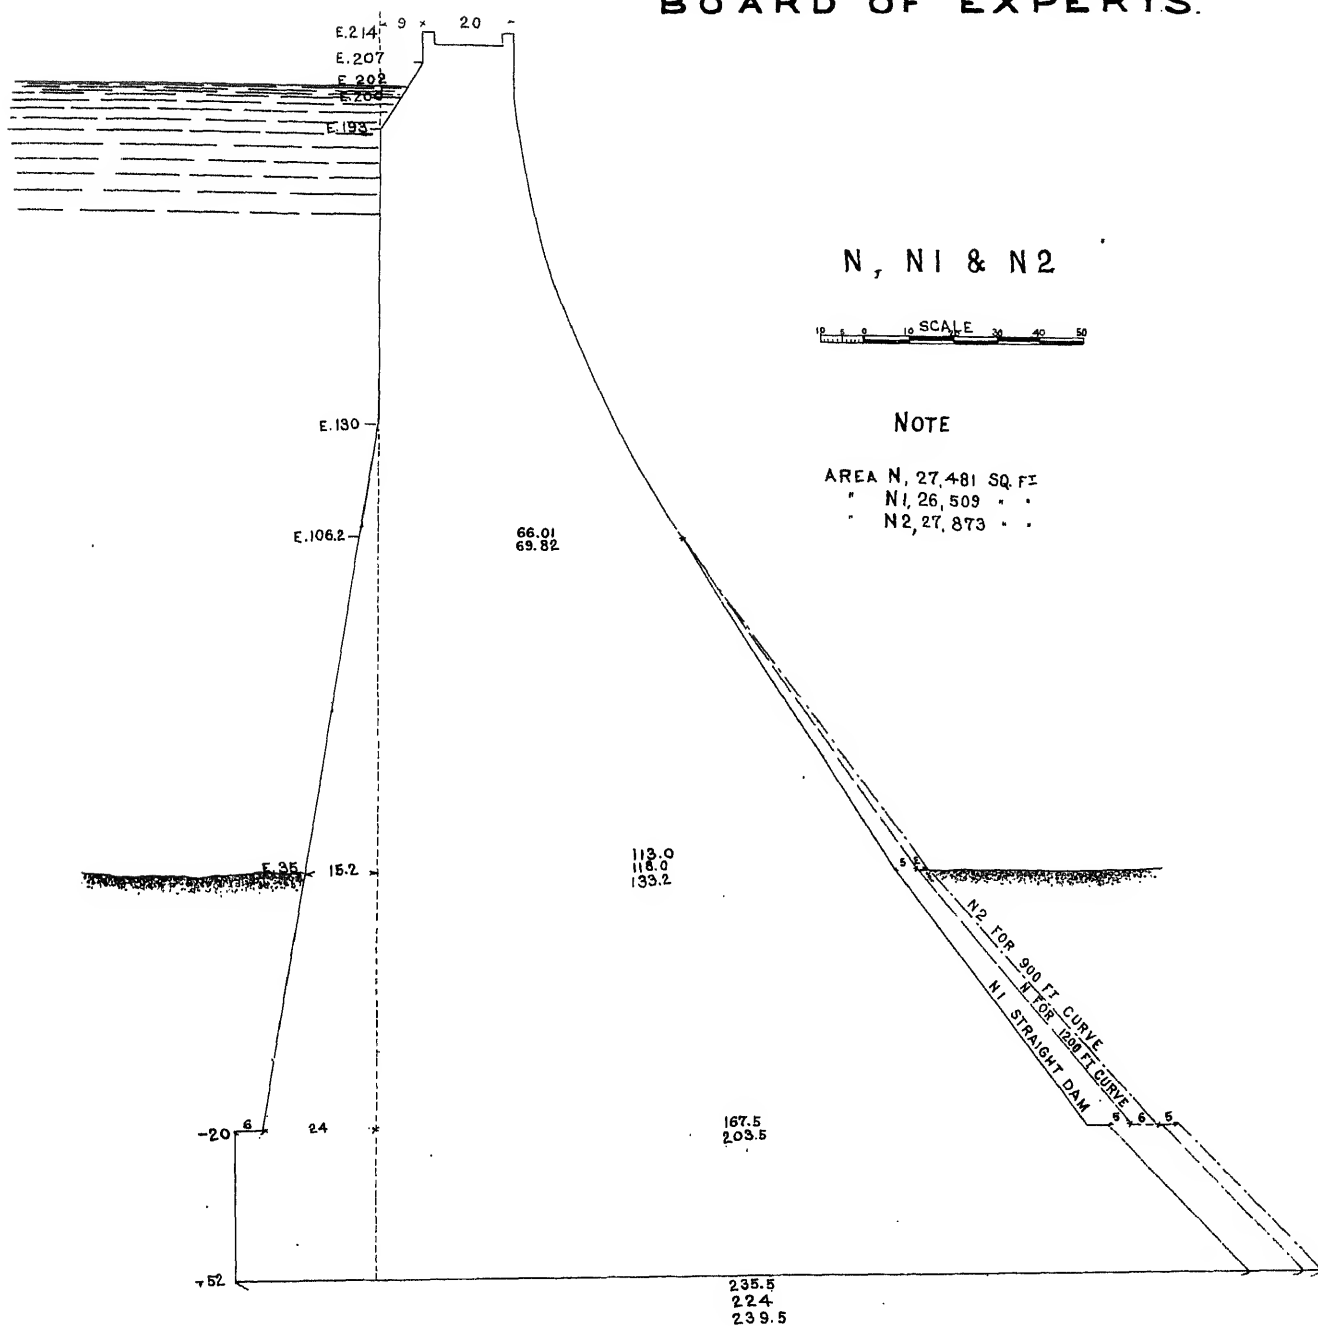 BOARD OF EXPERTS.
9 20
E.214
E.207
E 202
E.200
E.193
N, N1 & N2
SCALE
10 5 0 10 20 30 40 50
E.130
NOTE
AREA N, 27,481 SQ. FT
" N1, 26,509 " "
" N2, 27,873 " "
E.106.2
66.01
69.82
E.35 15.2
113.0
118.0
133.2
5 5
N2 FOR 900 FT CURVE
N FOR 1200 FT CURVE
N1 STRAIGHT DAM
-20 6 24
167.5
203.5
5 6 5
-52
235.5
224
239.5